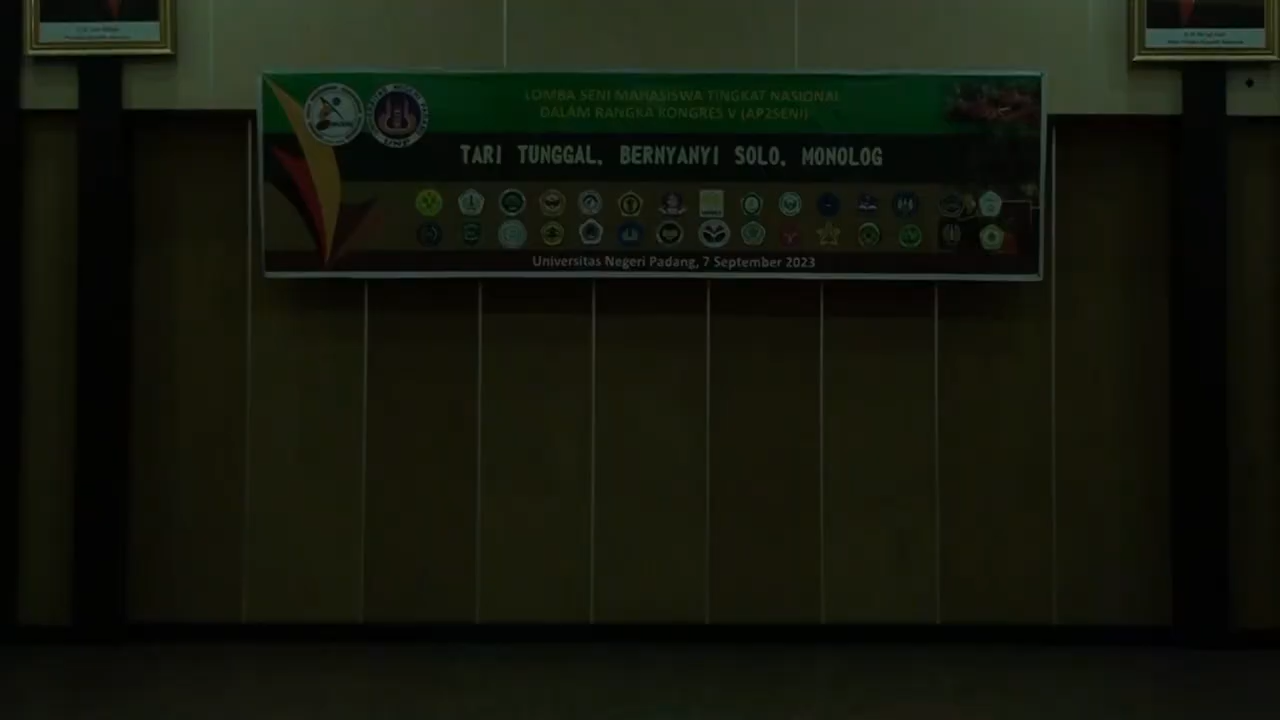 LOMBA SENI MAHASISWA TINGKAT NASIONAL
DALAM RANGKA KONGRES V (AP2SENI)
TARI TUNGGAL, BERNYANYI SOLO, MONOLOG
UNP
Universitas Negeri Padang, 7 September 2023